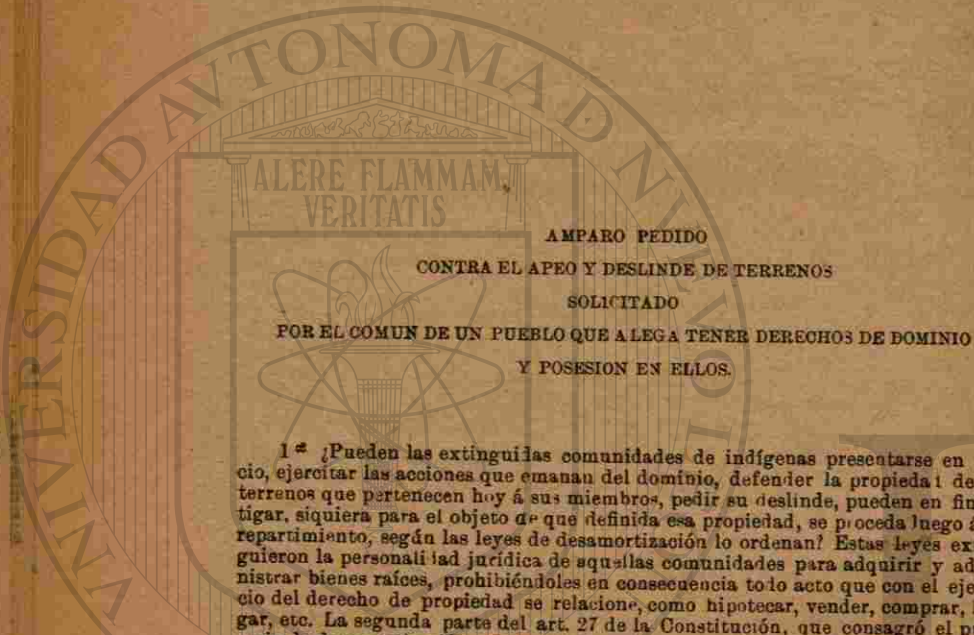 AMPARO PEDIDO
CONTRA EL APEO Y DESLINDE DE TERRENOS
SOLICITADO
POR EL COMUN DE UN PUEBLO QUE ALEGA TENER DERECHOS DE DOMINIO
Y POSESION EN ELLOS.
1ª ¿Pueden las extinguidas comunidades de indígenas presentarse en
cio, ejercitar las acciones que emanan del dominio, defender la propiedad de
terrenos que pertenecen hoy á sus miembros, pedir su deslinde, pueden en fin
tigar, siquiera para el objeto de que definida esa propiedad, se proceda luego á
repartimiento, según las leyes de desamortización lo ordenan? Estas leyes ex
guieron la personalidad jurídica de aquellas comunidades para adquirir y ad
nistrar bienes raíces, prohibiéndoles en consecuencia todo acto que con el eje
cio del derecho de propiedad se relacione, como hipotecar, vender, comprar,
gar, etc. La segunda parte del art. 27 de la Constitución, que consagró el
UNIVERSIDAD AUTONOMA DE NUEVO
ALERE FLAMMAM
VERITATIS